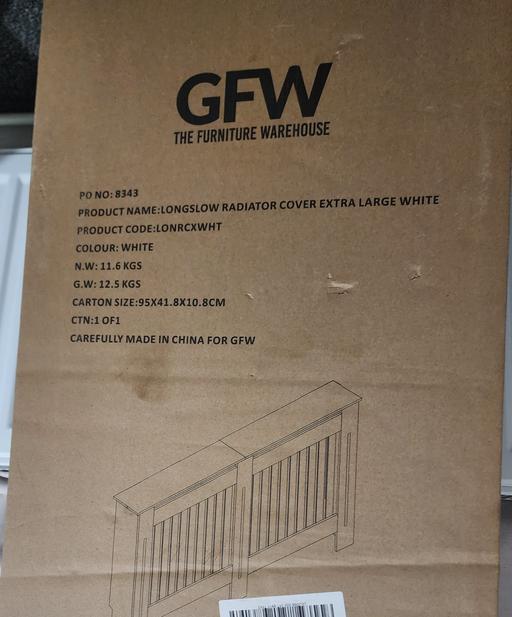 GFW
THE FURNITURE WAREHOUSE
PO NO: 8343
PRODUCT NAME:LONGSLOW RADIATOR COVER EXTRA LARGE WHITE
PRODUCT CODE:LONRCXWHT
COLOUR: WHITE
N.W: 11.6 KGS
G.W: 12.5 KGS
CARTON SIZE:95X41.8X10.8CM
CTN:1 OF1
CAREFULLY MADE IN CHINA FOR GFW